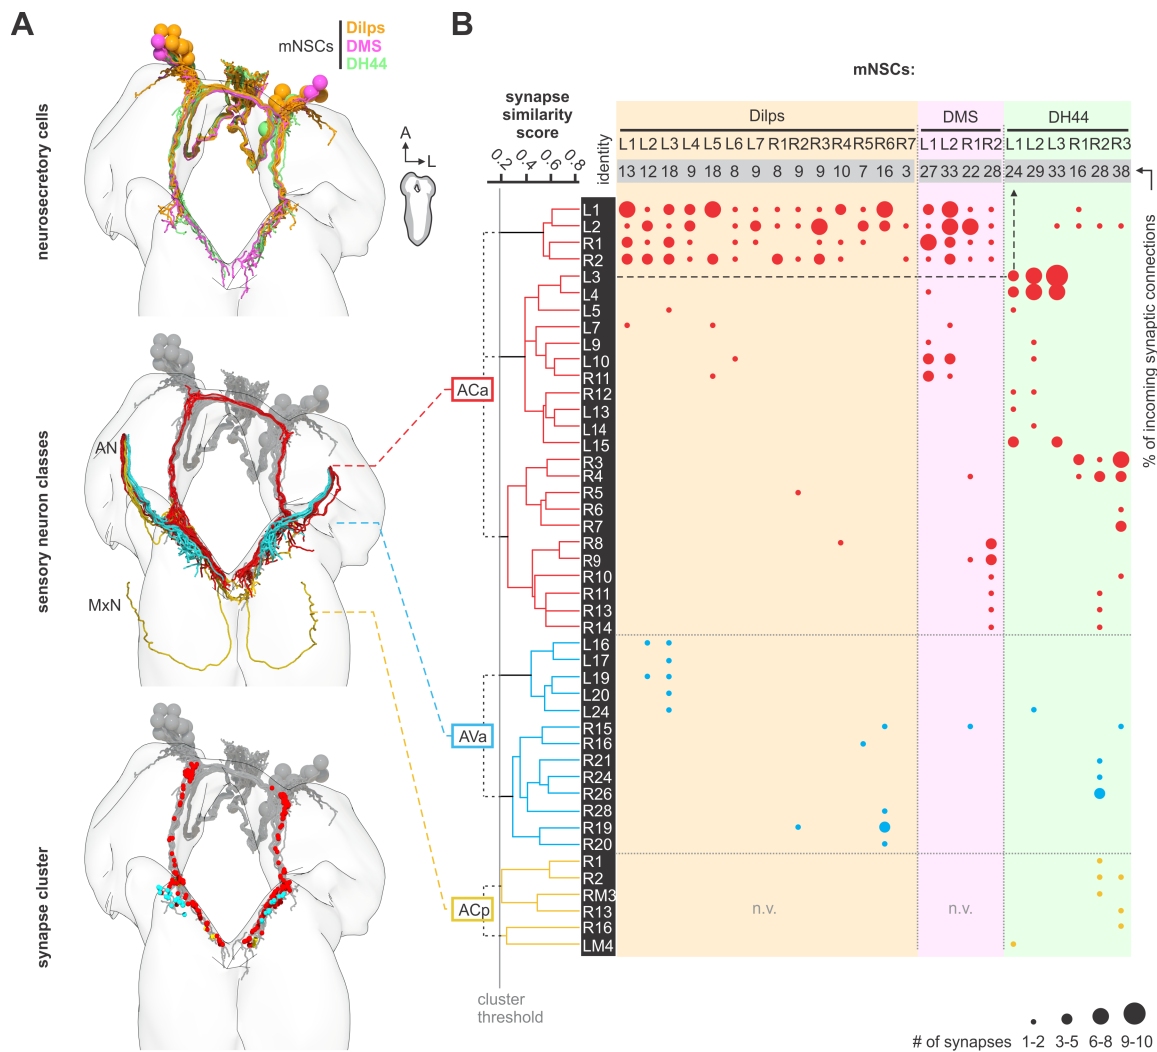 A
B
mNSCs
Dilps
DMS
DH44
neurosecretory cells
A
L
AN
MxN
sensory neuron classes
synapse cluster
mNSCs:
synapse
similarity
score
0.2 0.4 0.6 0.8
identity
Dilps DMS DH44
L1 L2 L3 L4 L5 L6 L7 R1 R2 R3 R4 R5 R6 R7 L1 L2 R1 R2 L1 L2 L3 R1 R2 R3
13 12 18 9 18 8 9 8 9 9 10 7 16 3 27 33 22 28 24 29 33 16 28 38
% of incoming synaptic connections
ACa
AVa
ACp
L1
L2
R1
R2
L3
L4
L5
L7
L9
L10
R11
R12
L13
L14
L15
R3
R4
R5
R6
R7
R8
R9
R10
R11
R13
R14
L16
L17
L19
L20
L24
R15
R16
R21
R24
R26
R28
R19
R20
R1
R2
RM3
R13
R16
LM4
n.v. n.v.
cluster
threshold
# of synapses 1-2 3-5 6-8 9-10